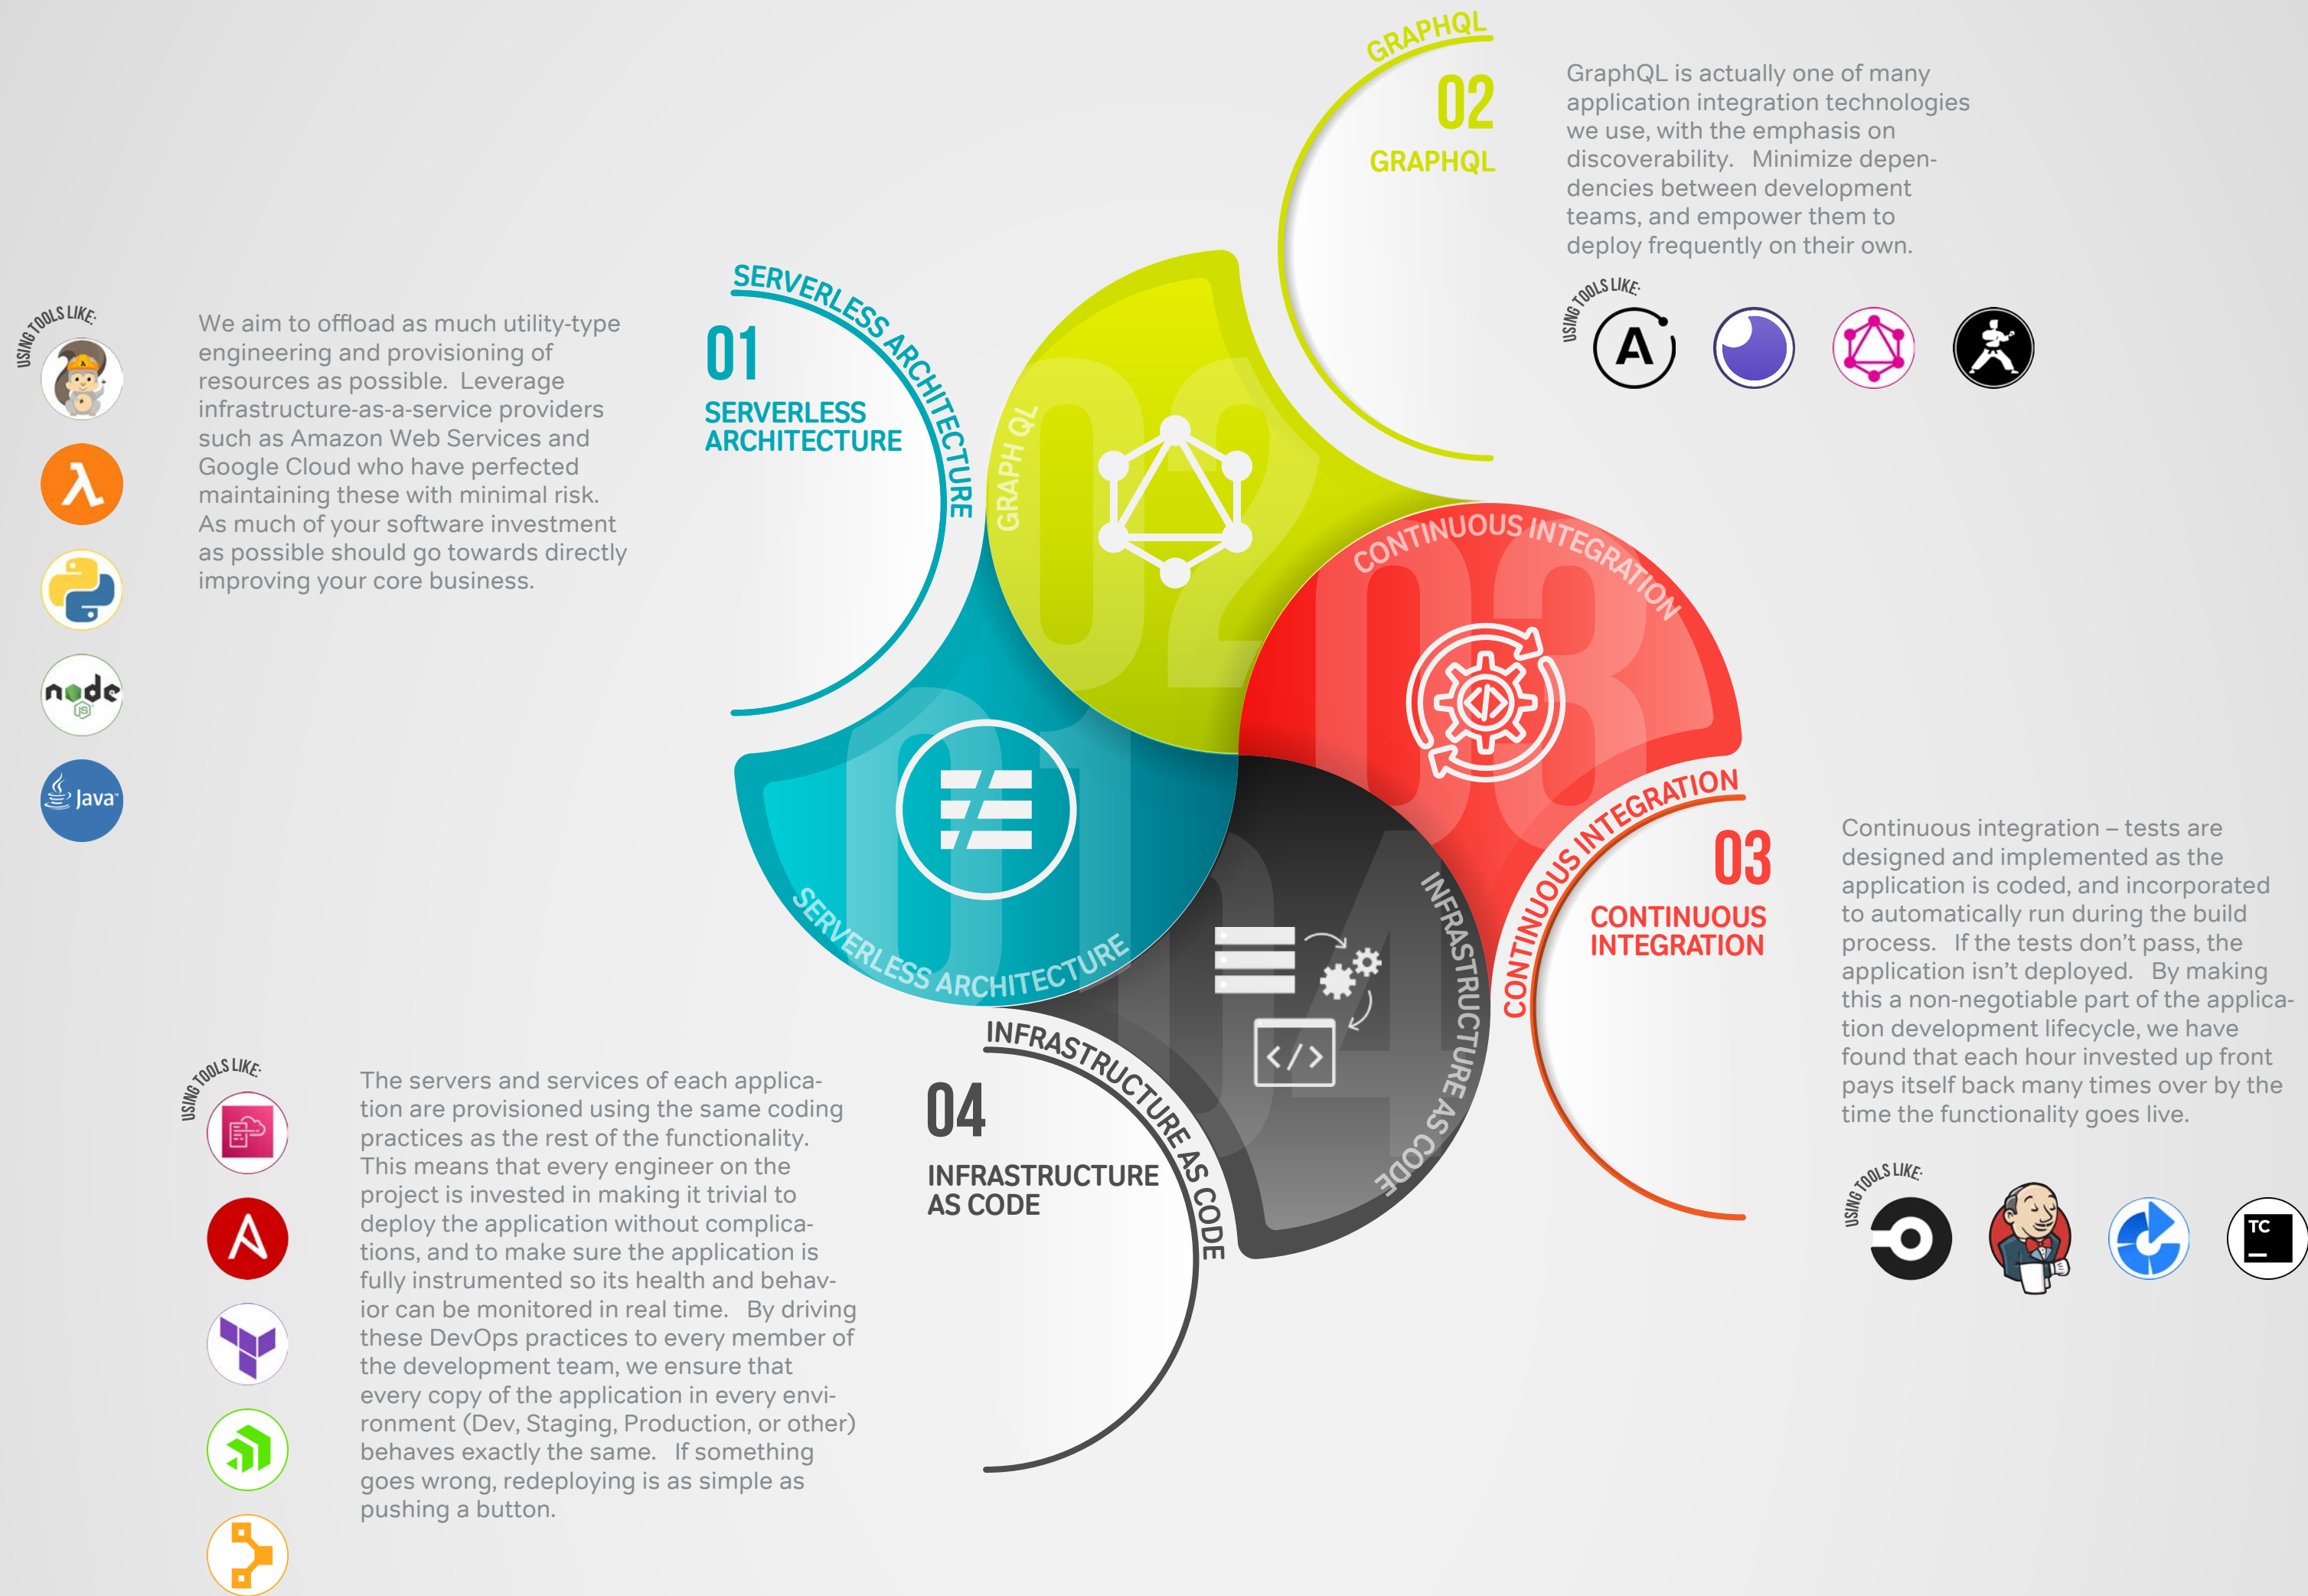 USING TOOLS LIKE:
node
JS
Java
We aim to offload as much utility-type
engineering and provisioning of
resources as possible. Leverage
infrastructure-as-a-service providers
such as Amazon Web Services and
Google Cloud who have perfected
maintaining these with minimal risk.
As much of your software investment
as possible should go towards directly
improving your core business.
SERVERLESS ARCHITECTURE
01
SERVERLESS
ARCHITECTURE
GRAPHQL
02
GRAPHQL
GraphQL is actually one of many
application integration technologies
we use, with the emphasis on
discoverability. Minimize depen-
dencies between development
teams, and empower them to
deploy frequently on their own.
USING TOOLS LIKE:
A
02
GRAPH QL
03
CONTINUOUS INTEGRATION
01
SERVERLESS ARCHITECTURE
04
INFRASTRUCTURE AS CODE
</>
</>
CONTINUOUS INTEGRATION
03
CONTINUOUS
INTEGRATION
Continuous integration – tests are
designed and implemented as the
application is coded, and incorporated
to automatically run during the build
process. If the tests don't pass, the
application isn't deployed. By making
this a non-negotiable part of the applica-
tion development lifecycle, we have
found that each hour invested up front
pays itself back many times over by the
time the functionality goes live.
USING TOOLS LIKE:
TC
INFRASTRUCTURE AS CODE
04
INFRASTRUCTURE
AS CODE
USING TOOLS LIKE:
A
The servers and services of each applica-
tion are provisioned using the same coding
practices as the rest of the functionality.
This means that every engineer on the
project is invested in making it trivial to
deploy the application without complica-
tions, and to make sure the application is
fully instrumented so its health and behav-
ior can be monitored in real time. By driving
these DevOps practices to every member of
the development team, we ensure that
every copy of the application in every envi-
ronment (Dev, Staging, Production, or other)
behaves exactly the same. If something
goes wrong, redeploying is as simple as
pushing a button.